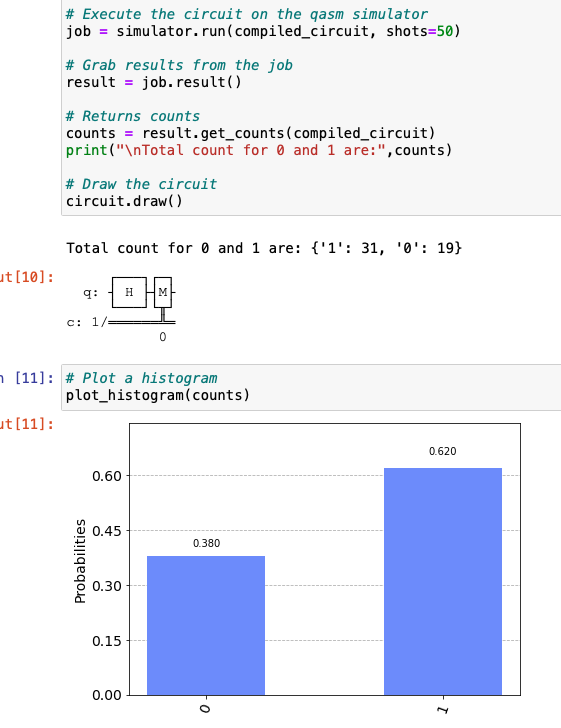 # Execute the circuit on the qasm simulator
job = simulator.run(compiled_circuit, shots=50)
# Grab results from the job
result = job.result()
# Returns counts
counts = result.get_counts(compiled_circuit)
print("\nTotal count for 0 and 1 are:",counts)
# Draw the circuit
circuit.draw()
Total count for 0 and 1 are: {'1': 31, '0': 19}
ut[10]:
q: H M
c: 1/
0
n [11]: # Plot a histogram
plot_histogram(counts)
ut[11]:
0.620
0.60
0.380
0.45
Probabilities
0.30
0.15
0.00
0 1